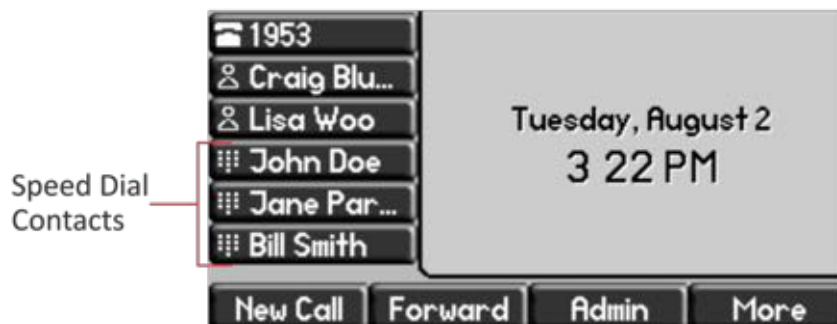 1953
Craig Blu...
Lisa Woo
John Doe
Jane Par...
Bill Smith
Speed Dial
Contacts
Tuesday, August 2
3 22 PM
New Call Forward Admin More